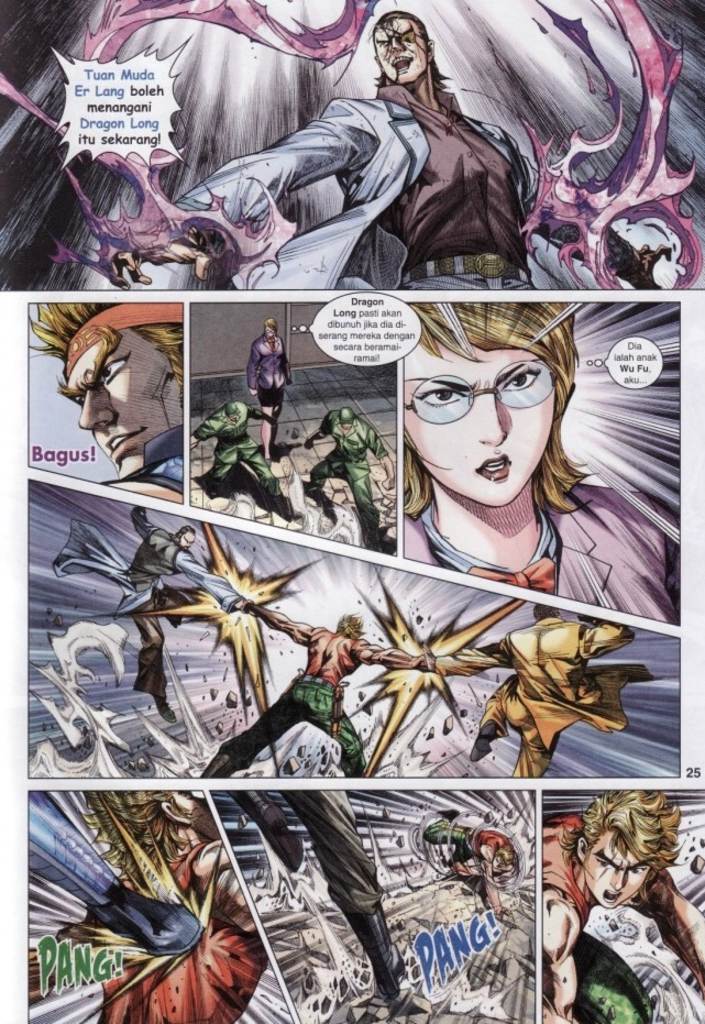 Tuan Muda
Er Lang boleh
menangani
Dragon Long
itu sekarang!
Bagus!
Dragon
Long pasti akan
dibunuh jika dia di-
serang mereka dengan
secara beramai-
ramai!
Dia
ialah anak
Wu Fu,
aku...
25
PANG!
PANG!